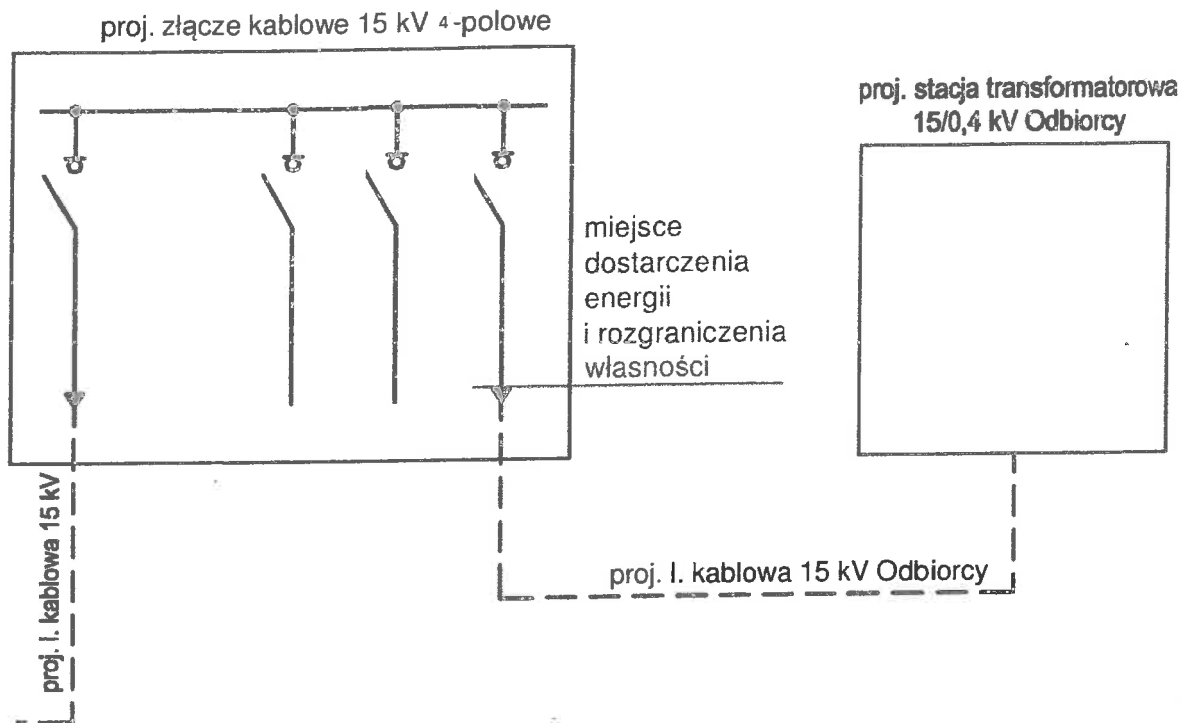 proj. złącze kablowe 15 kV 4-polowe
proj. stacja transformatorowa
15/0,4 kV Odbiorcy
miejsce
dostarczenia
energii
i rozgraniczenia
własności
proj. l. kablowa 15 kV
proj. l. kablowa 15 kV Odbiorcy